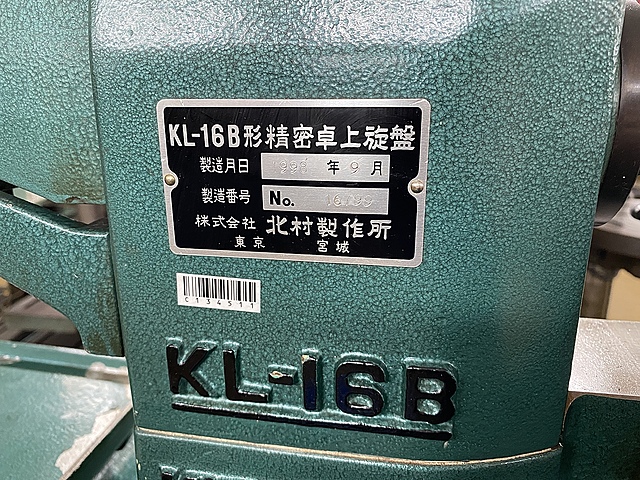 KL-16B形精密卓上旋盤
製造月日 年9月
製造番号 No.
株式会社 北村製作所
東京 宮城
C134511
KL-16B